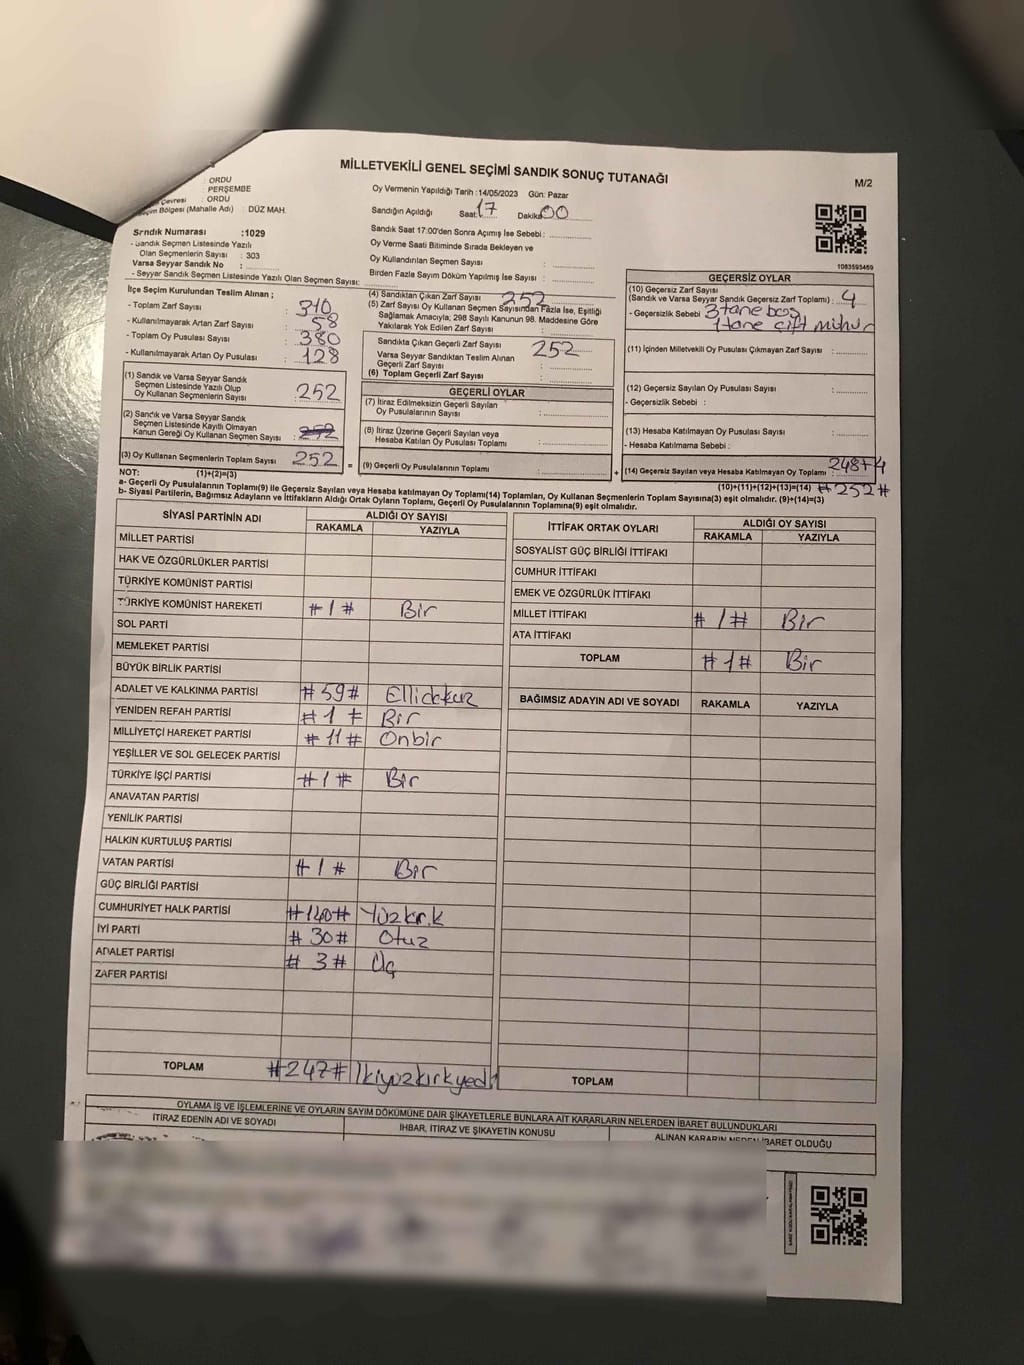 MİLLETVEKİLİ GENEL SEÇİMİ SANDIK SONUÇ TUTANAĞI
M/2
: ORDU
: PERŞEMBE
Çevresi : ORDU
Seçim Bölgesi (Mahalle Adı) : DÜZ MAH.
Oy Vermenin Yapıldığı Tarih :14/05/2023 Gün: Pazar
Sandığın Açıldığı Saat: 17 Dakika: 00
Sandık Saat 17:00'den Sonra Açımış İse Sebebi:
Oy Verme Saati Bitiminde Sırada Bekleyen ve
Oy Kullandırılan Seçmen Sayısı :
Birden Fazla Sayım Döküm Yapılmış İse Sayısı :
1083593459
Sandık Numarası :1029
- Sandık Seçmen Listesinde Yazılı
Olan Seçmenlerin Sayısı : 303
Varsa Seyyar Sandık No :
- Seyyar Sandık Seçmen Listesinde Yazılı Olan Seçmen Sayısı:
İlçe Seçim Kurulundan Teslim Alınan ;
- Toplam Zarf Sayısı : 310
- Kullanılmayarak Artan Zarf Sayısı : 58
- Toplam Oy Pusulası Sayısı : 380
- Kullanılmayarak Artan Oy Pusulası : 128
(1) Sandık ve Varsa Seyyar Sandık
Seçmen Listesinde Yazılı Olup
Oy Kullanan Seçmenlerin Sayısı : 252
(2) Sandık ve Varsa Seyyar Sandık
Seçmen Listesinde Kayıtlı Olmayan
Kanun Gereği Oy Kullanan Seçmen Sayısı : 252
(3) Oy Kullanan Seçmenlerin Toplam Sayısı : 252
(4) Sandıktan Çıkan Zarf Sayısı : 252
(5) Zarf Sayısı Oy Kullanan Seçmen Sayısından Fazla İse, Eşitliği
Sağlamak Amacıyla; 298 Sayılı Kanunun 98. Maddesine Göre
Yakılarak Yok Edilen Zarf Sayısı :
Sandıkta Çıkan Geçerli Zarf Sayısı : 252
Varsa Seyyar Sandıktan Teslim Alınan
Geçerli Zarf Sayısı :
(6) Toplam Geçerli Zarf Sayısı :
GEÇERLİ OYLAR
(7) İtiraz Edilmeksizin Geçerli Sayılan
Oy Pusulalarının Sayısı :
(8) İtiraz Üzerine Geçerli Sayılan veya
Hesaba Katılan Oy Pusulası Toplamı :
= (9) Geçerli Oy Pusulalarının Toplamı :
GEÇERSİZ OYLAR
(10) Geçersiz Zarf Sayısı
(Sandık ve Varsa Seyyar Sandık Geçersiz Zarf Toplamı) : 4
- Geçersizlik Sebebi : 3 tane boş
1 tane çift mühür
(11) İçinden Milletvekili Oy Pusulası Çıkmayan Zarf Sayısı :
(12) Geçersiz Sayılan Oy Pusulası Sayısı :
- Geçersizlik Sebebi :
(13) Hesaba Katılmayan Oy Pusulası Sayısı :
- Hesaba Katılmama Sebebi :
+ (14) Geçersiz Sayılan veya Hesaba Katılmayan Oy Toplamı : 248+4
(10)+(11)+(12)+(13)=(14) #252#
NOT: (1)+(2)=(3)
a- Geçerli Oy Pusulalarının Toplamı(9) ile Geçersiz Sayılan veya Hesaba katılmayan Oy Toplamı(14) Toplamları, Oy Kullanan Seçmenlerin Toplam Sayısına(3) eşit olmalıdır. (9)+(14)=(3)
b- Siyasi Partilerin, Bağımsız Adayların ve İttifakların Aldığı Ortak Oyların Toplamı, Geçerli Oy Pusulalarının Toplamına(9) eşit olmalıdır.
SİYASİ PARTİNİN ADI ALDIĞI OY SAYISI
RAKAMLA YAZIYLA
MİLLET PARTİSİ
HAK VE ÖZGÜRLÜKLER PARTİSİ
TÜRKİYE KOMÜNİST PARTİSİ
TÜRKİYE KOMÜNİST HAREKETİ #1# Bir
SOL PARTİ
MEMLEKET PARTİSİ
BÜYÜK BİRLİK PARTİSİ
ADALET VE KALKINMA PARTİSİ #59# Ellidokuz
YENİDEN REFAH PARTİSİ #1# Bir
MİLLİYETÇİ HAREKET PARTİSİ #11# Onbir
YEŞİLLER VE SOL GELECEK PARTİSİ
TÜRKİYE İŞÇİ PARTİSİ #1# Bir
ANAVATAN PARTİSİ
YENİLİK PARTİSİ
HALKIN KURTULUŞ PARTİSİ
VATAN PARTİSİ #1# Bir
GÜÇ BİRLİĞİ PARTİSİ
CUMHURİYET HALK PARTİSİ #140# Yüzkırk
İYİ PARTİ #30# Otuz
ADALET PARTİSİ #3# Üç
ZAFER PARTİSİ
TOPLAM #247# İkiyüzkırkyedi
İTTİFAK ORTAK OYLARI ALDIĞI OY SAYISI
RAKAMLA YAZIYLA
SOSYALİST GÜÇ BİRLİĞİ İTTİFAKI
CUMHUR İTTİFAKI
EMEK VE ÖZGÜRLÜK İTTİFAKI
MİLLET İTTİFAKI #1# Bir
ATA İTTİFAKI
TOPLAM #1# Bir
BAĞIMSIZ ADAYIN ADI VE SOYADI RAKAMLA YAZIYLA
TOPLAM
OYLAMA İŞ VE İŞLEMLERİNE VE OYLARIN SAYIM DÖKÜMÜNE DAİR ŞİKAYETLERLE BUNLARA AİT KARARLARIN NELERDEN İBARET BULUNDUKLARI
İTİRAZ EDENİN ADI VE SOYADI İHBAR, İTİRAZ VE ŞİKAYETİN KONUSU ALINAN KARARIN NEDEN İBARET OLDUĞU